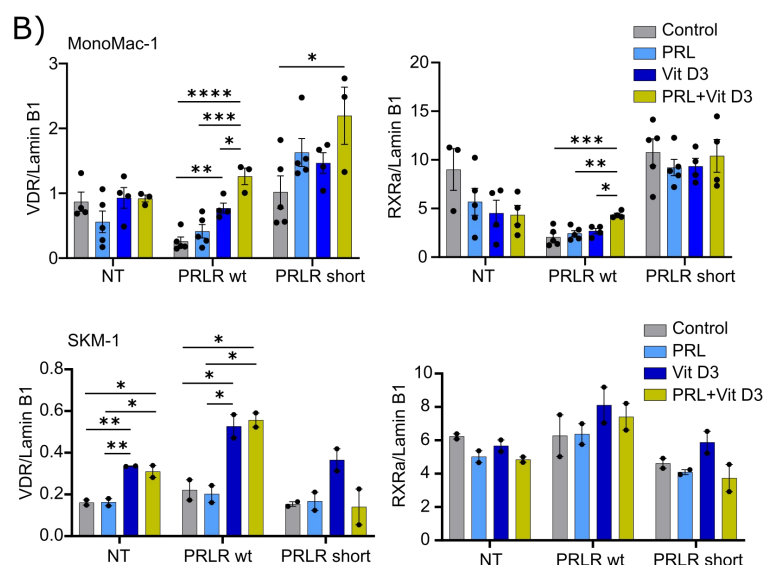 B)
MonoMac-1
VDR/Lamin B1
3
2
1
0
****
***
*
**
*
NT
PRLR wt
PRLR short
RXRa/Lamin B1
20
15
10
5
0
***
**
*
NT
PRLR wt
PRLR short
Control
PRL
Vit D3
PRL+Vit D3
SKM-1
VDR/Lamin B1
0.8
0.6
0.4
0.2
0.0
*
*
**
**
*
*
*
*
NT
PRLR wt
PRLR short
RXRa/Lamin B1
10
8
6
4
2
0
NT
PRLR wt
PRLR short
Control
PRL
Vit D3
PRL+Vit D3